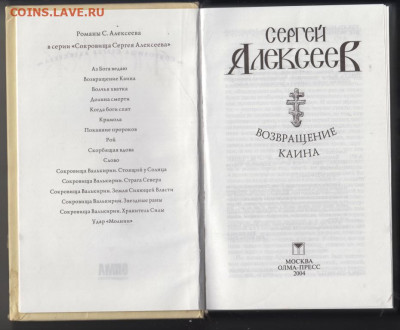 COINS.LAVE.RU
Романы С. Алексеева
в серии «Сокровища Сергея Алексеева»
Аз Бога ведаю
Возвращение Каина
Волчья хватка
Долина смерти
Когда боги спят
Крамола
Покаяние пророков
Рой
Скорбящая вдова
Слово
Сокровища Валькирии. Стоящий у Солнца
Сокровища Валькирии. Страга Севера
Сокровища Валькирии. Земля Сияющей Власти
Сокровища Валькирии. Звездные раны
Сокровища Валькирии. Хранитель Силы
Удар «Молнии»
СЕРГЕЙ
АЛЕКСЕЕВ
ВОЗВРАЩЕНИЕ
КАИНА
МОСКВА
ОЛМА-ПРЕСС
2004